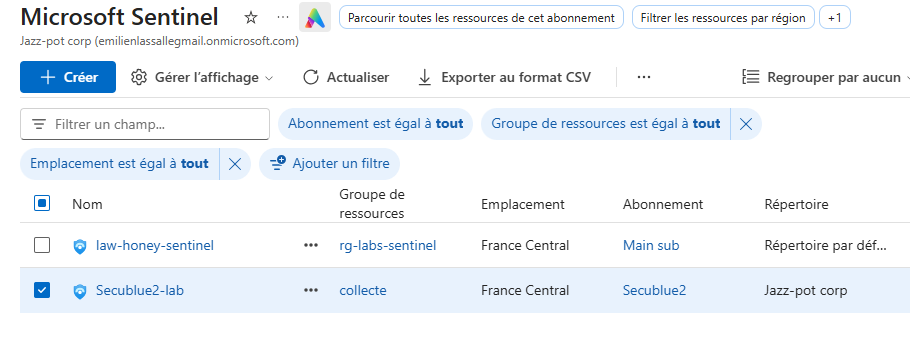 Microsoft Sentinel
Parcourir toutes les ressources de cet abonnement
Filtrer les ressources par région
+1
Jazz-pot corp (emilienlassallegmail.onmicrosoft.com)
Créer
Gérer l’affichage
Actualiser
Exporter au format CSV
Regrouper par aucun
Filtrer un champ...
Abonnement est égal à tout
Groupe de ressources est égal à tout
Emplacement est égal à tout
Ajouter un filtre
Nom
Groupe de
ressources
Emplacement
Abonnement
Répertoire
law-honey-sentinel
rg-labs-sentinel
France Central
Main sub
Répertoire par déf...
Secublue2-lab
collecte
France Central
Secublue2
Jazz-pot corp